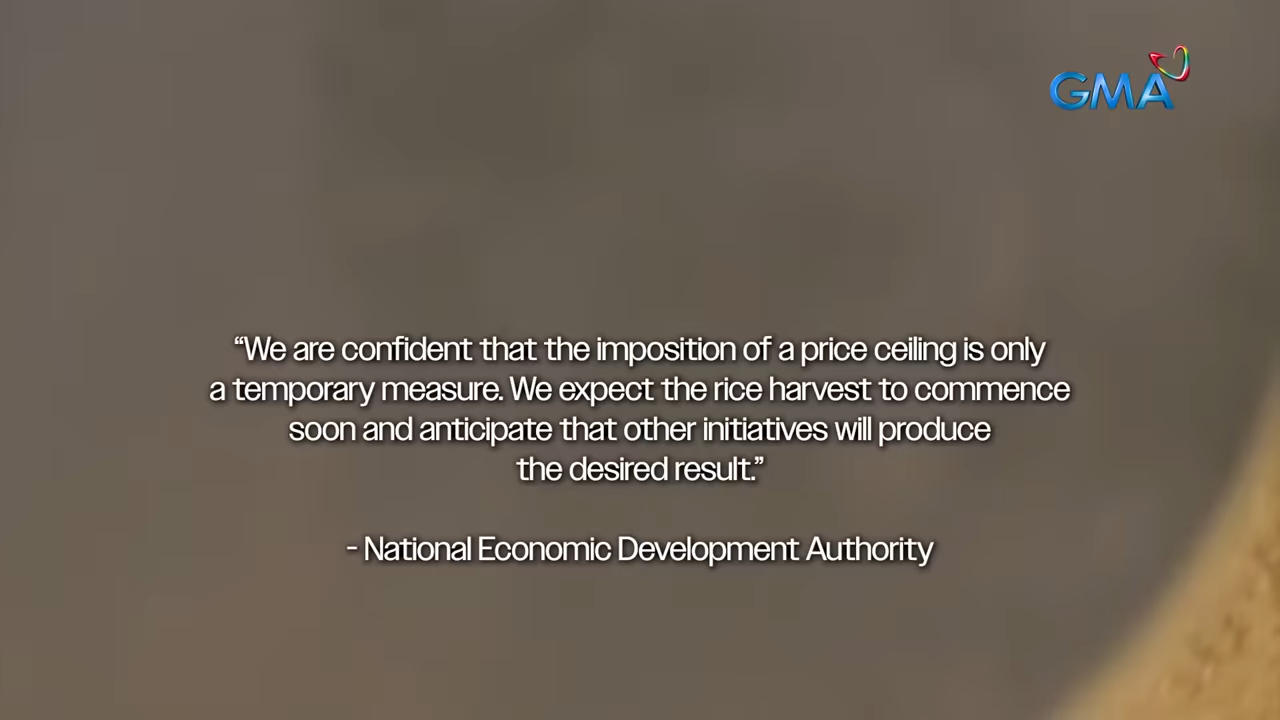 GMA
“We are confident that the imposition of a price ceiling is only
a temporary measure. We expect the rice harvest to commence
soon and anticipate that other initiatives will produce
the desired result.”
- National Economic Development Authority